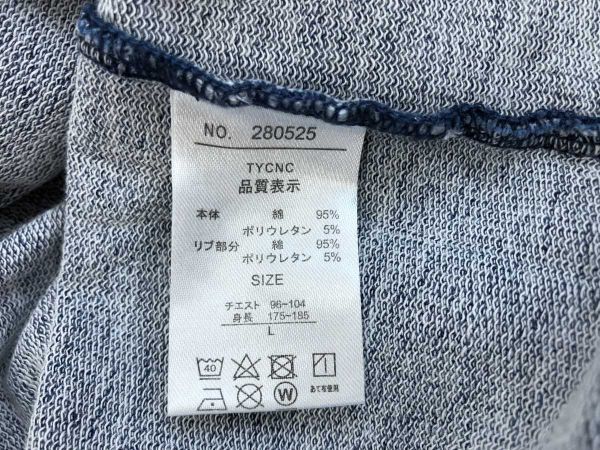 NO. 280525
TYCNC
品質表示
本体 綿 95%
ポリウレタン 5%
リブ部分 綿 95%
ポリウレタン 5%
SIZE
チエスト 96-104
身長 175-185
L
40
あて布使用
W